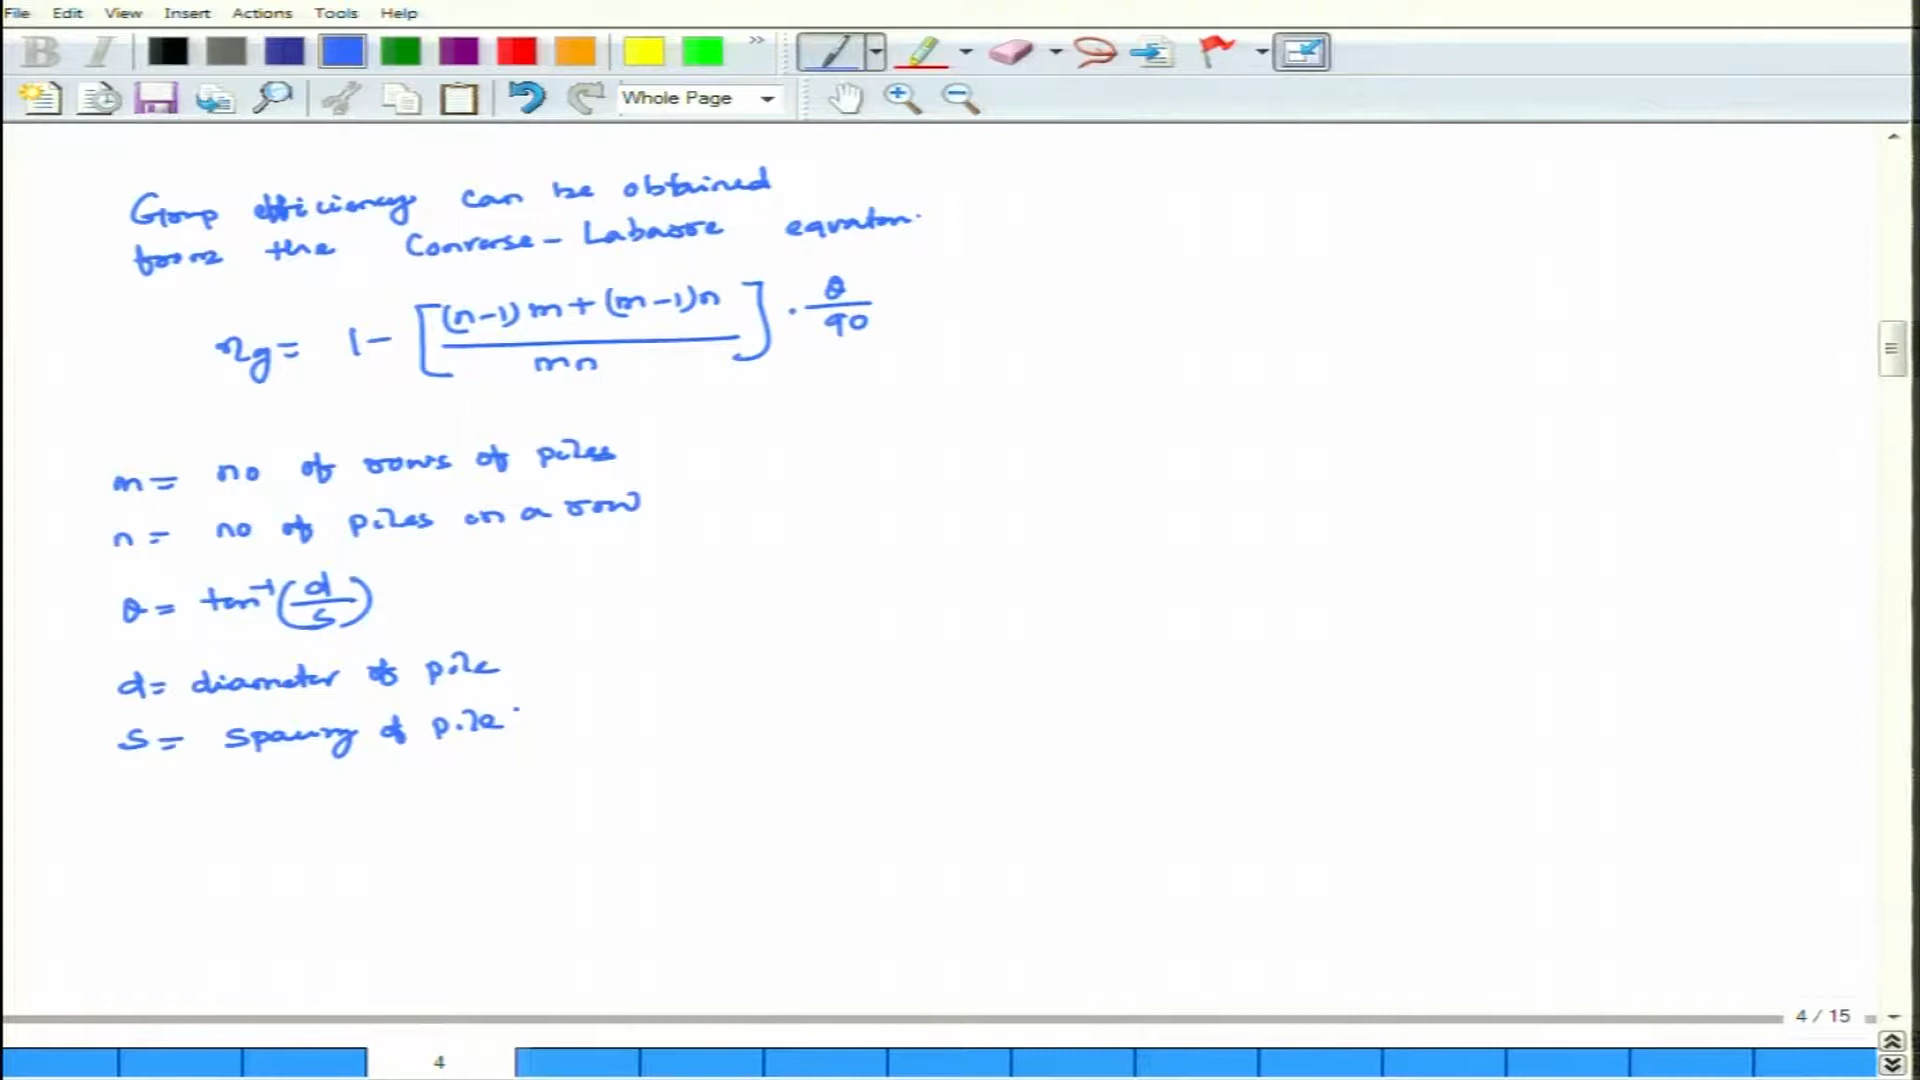 File Edit View Insert Actions Tools Help
B I
Whole Page
Group efficiency can be obtained
from the Converse-Labarre equation.
ηg = 1 - [((n-1)m + (m-1)n) / mn] · θ/90
m = no of rows of piles
n = no of piles in a row
θ = tan⁻¹(d/s)
d = diameter of pile
s = spacing of pile
4 / 15
4